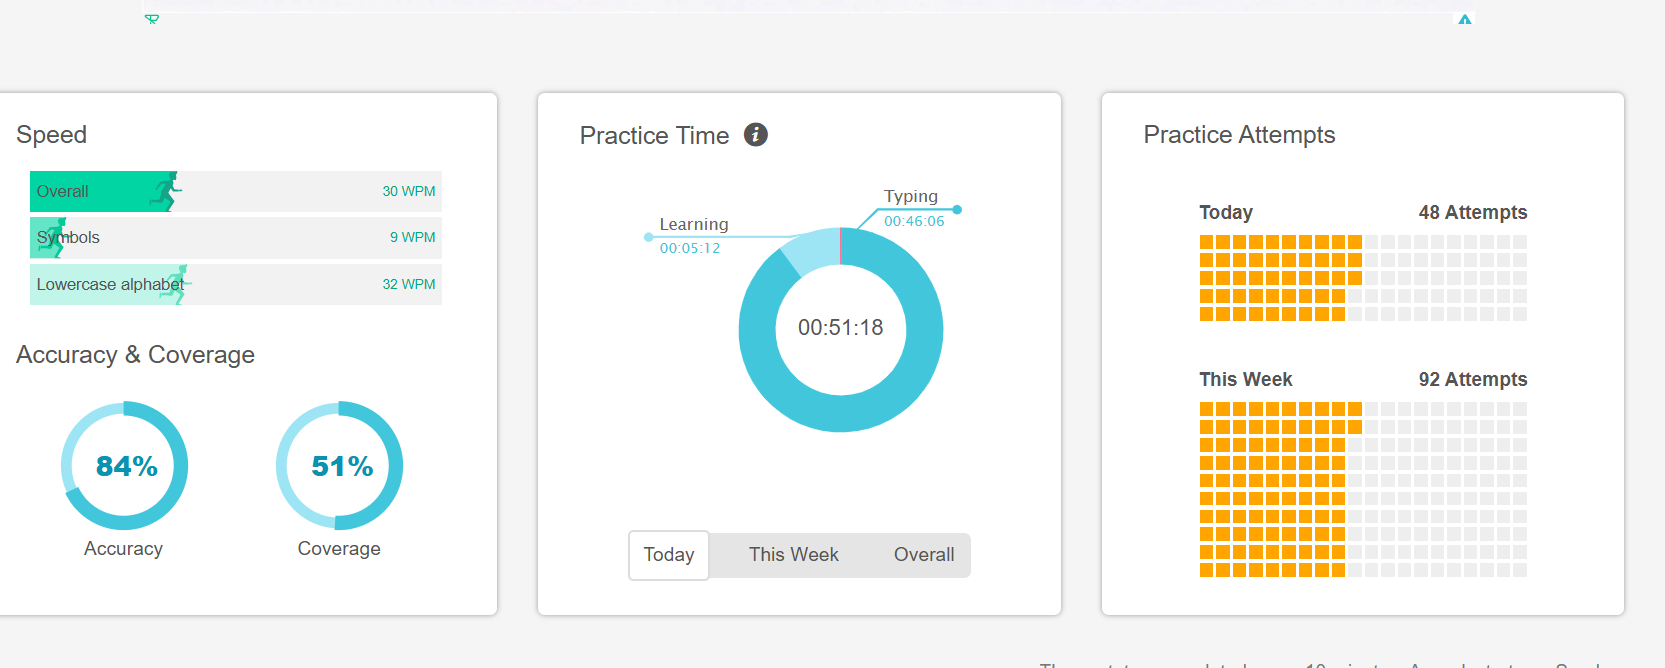 Speed
Overall 30 WPM
Symbols 9 WPM
Lowercase alphabet 32 WPM
Accuracy & Coverage
84%
51%
Accuracy
Coverage
Practice Time
Typing
00:46:06
Learning
00:05:12
00:51:18
Today This Week Overall
Practice Attempts
Today 48 Attempts
This Week 92 Attempts